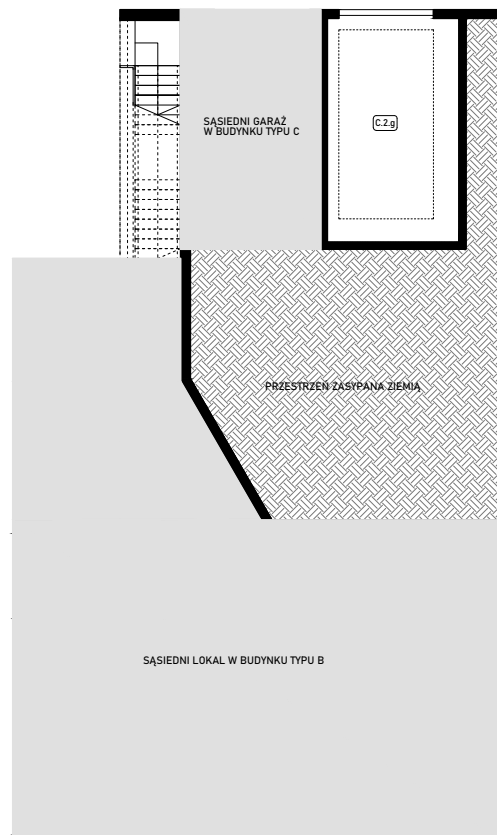 SĄSIEDNI GARAŻ
W BUDYNKU TYPU C
C.2.g
PRZESTRZEŃ ZASYPANA ZIEMIĄ
SĄSIEDNI LOKAL W BUDYNKU TYPU B